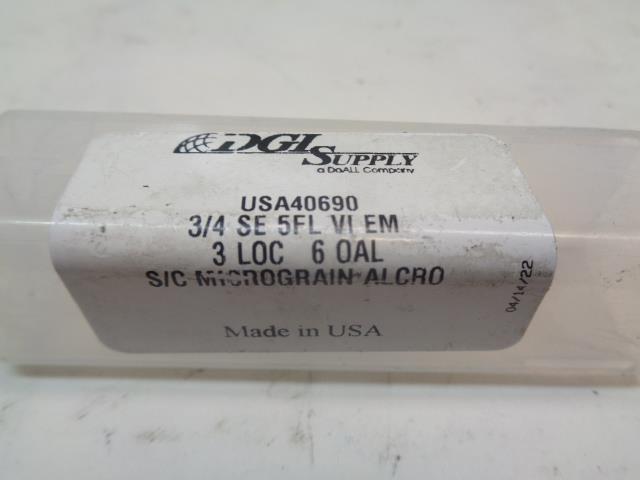 DGI SUPPLY
a DoALL Company
USA40690
3/4 SE 5FL VI EM
3 LOC 6 OAL
S/C MICROGRAIN ALCRO
04/14/22
Made in USA